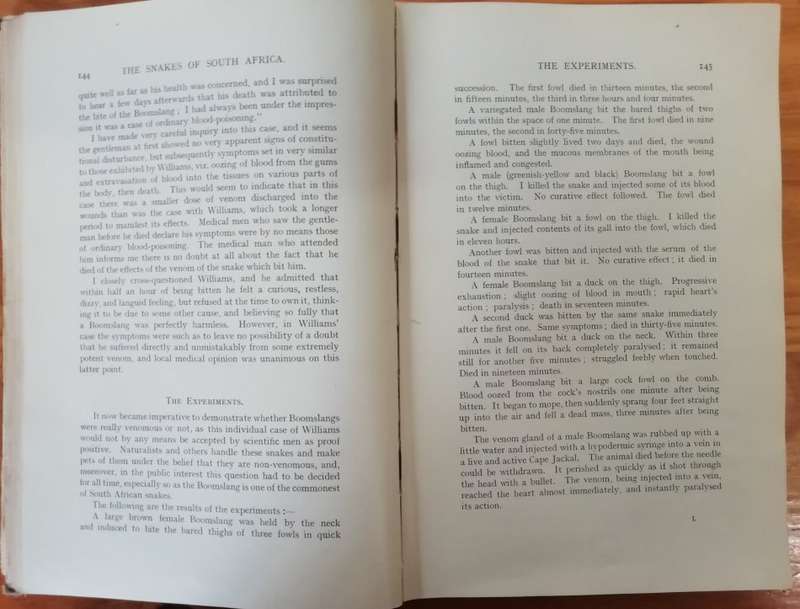 144
THE SNAKES OF SOUTH AFRICA.
quite well as far as his health was concerned, and I was surprised
to hear a few days afterwards that his death was attributed to
the bite of the Boomslang; I had always been under the impres-
sion it was a case of ordinary blood-poisoning."
I have made very careful inquiry into this case, and it seems
the gentleman at first showed no very apparent signs of constitu-
tional disturbance, but subsequently symptoms set in very similar
to those exhibited by Williams, viz. oozing of blood from the gums
and extravasation of blood into the tissues on various parts of
the body, then death. This would seem to indicate that in this
case there was a smaller dose of venom discharged into the
wounds than was the case with Williams, which took a longer
period to manifest its effects. Medical men who saw the gentle-
man before he died declare his symptoms were by no means those
of ordinary blood-poisoning. The medical man who attended
him informs me there is no doubt at all about the fact that he
died of the effects of the venom of the snake which bit him.
I closely cross-questioned Williams, and he admitted that
within half an hour of being bitten he felt a curious, restless,
dizzy, and languid feeling, but refused at the time to own it, think-
ing it to be due to some other cause, and believing so fully that
a Boomslang was perfectly harmless. However, in Williams'
case the symptoms were such as to leave no possibility of a doubt
that he suffered directly and unmistakably from some extremely
potent venom, and local medical opinion was unanimous on this
latter point.
THE EXPERIMENTS.
It now became imperative to demonstrate whether Boomslangs
were really venomous or not, as this individual case of Williams
would not by any means be accepted by scientific men as proof
positive. Naturalists and others handle these snakes and make
pets of them under the belief that they are non-venomous, and,
moreover, in the public interest this question had to be decided
for all time, especially so as the Boomslang is one of the commonest
of South African snakes.
The following are the results of the experiments :—
A large brown female Boomslang was held by the neck
and induced to bite the bared thighs of three fowls in quick
THE EXPERIMENTS.
145
succession. The first fowl died in thirteen minutes, the second
in fifteen minutes, the third in three hours and four minutes.
A variegated male Boomslang bit the bared thighs of two
fowls within the space of one minute. The first fowl died in nine
minutes, the second in forty-five minutes.
A fowl bitten slightly lived two days and died, the wound
oozing blood, and the mucous membranes of the mouth being
inflamed and congested.
A male (greenish-yellow and black) Boomslang bit a fowl
on the thigh. I killed the snake and injected some of its blood
into the victim. No curative effect followed. The fowl died
in twelve minutes.
A female Boomslang bit a fowl on the thigh. I killed the
snake and injected contents of its gall into the fowl, which died
in eleven hours.
Another fowl was bitten and injected with the serum of the
blood of the snake that bit it. No curative effect; it died in
fourteen minutes.
A female Boomslang bit a duck on the thigh. Progressive
exhaustion; slight oozing of blood in mouth; rapid heart's
action; paralysis; death in seventeen minutes.
A second duck was bitten by the same snake immediately
after the first one. Same symptoms; died in thirty-five minutes.
A male Boomslang bit a duck on the neck. Within three
minutes it fell on its back completely paralysed; it remained
still for another five minutes; struggled feebly when touched.
Died in nineteen minutes.
A male Boomslang bit a large cock fowl on the comb.
Blood oozed from the cock's nostrils one minute after being
bitten. It began to mope, then suddenly sprang four feet straight
up into the air and fell a dead mass, three minutes after being
bitten.
The venom gland of a male Boomslang was rubbed up with a
little water and injected with a hypodermic syringe into a vein in
a live and active Cape Jackal. The animal died before the needle
could be withdrawn. It perished as quickly as if shot through
the head with a bullet. The venom, being injected into a vein,
reached the heart almost immediately, and instantly paralysed
its action.
L